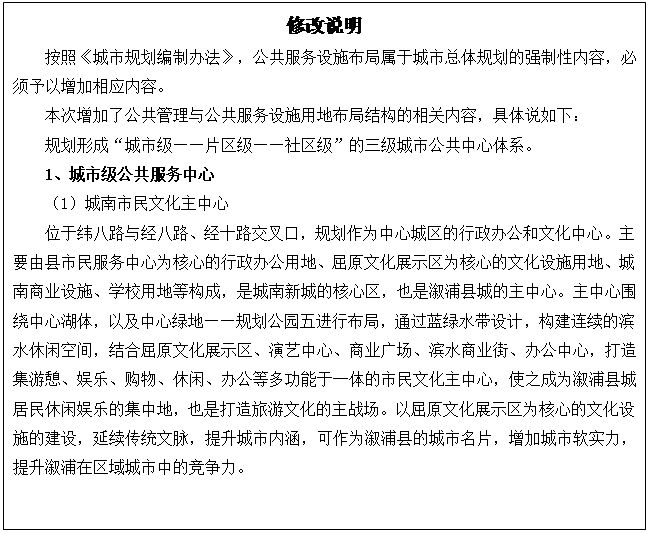 修改说明
按照《城市规划编制办法》，公共服务设施布局属于城市总体规划的强制性内容，必
须予以增加相应内容。
本次增加了公共管理与公共服务设施用地布局结构的相关内容，具体说如下：
规划形成“城市级——片区级——社区级”的三级城市公共中心体系。
1、城市级公共服务中心
（1）城南市民文化主中心
位于纬八路与经八路、经十路交叉口，规划作为中心城区的行政办公和文化中心。主
要由县市民服务中心为核心的行政办公用地、屈原文化展示区为核心的文化设施用地、城
南商业设施、学校用地等构成，是城南新城的核心区，也是溆浦县城的主中心。主中心围
绕中心湖体，以及中心绿地——规划公园五进行布局，通过蓝绿水带设计，构建连续的滨
水休闲空间，结合屈原文化展示区、演艺中心、商业广场、滨水商业街、办公中心，打造
集游憩、娱乐、购物、休闲、办公等多功能于一体的市民文化主中心，使之成为溆浦县城
居民休闲娱乐的集中地，也是打造旅游文化的主战场。以屈原文化展示区为核心的文化设
施的建设，延续传统文脉，提升城市内涵，可作为溆浦县的城市名片，增加城市软实力，
提升溆浦在区域城市中的竞争力。